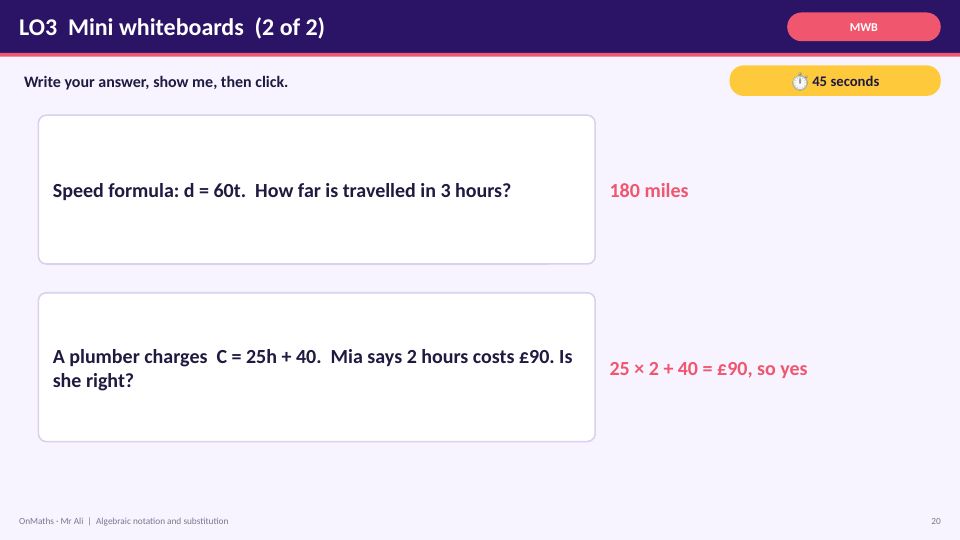 LO3  Mini whiteboards  (2 of 2)
MWB
Write your answer, show me, then click.
⏱ 45 seconds
Speed formula: d = 60t.  How far is travelled in 3 hours?
180 miles
A plumber charges  C = 25h + 40.  Mia says 2 hours costs £90. Is
she right?
25 × 2 + 40 = £90, so yes
OnMaths · Mr Ali  |  Algebraic notation and substitution
20